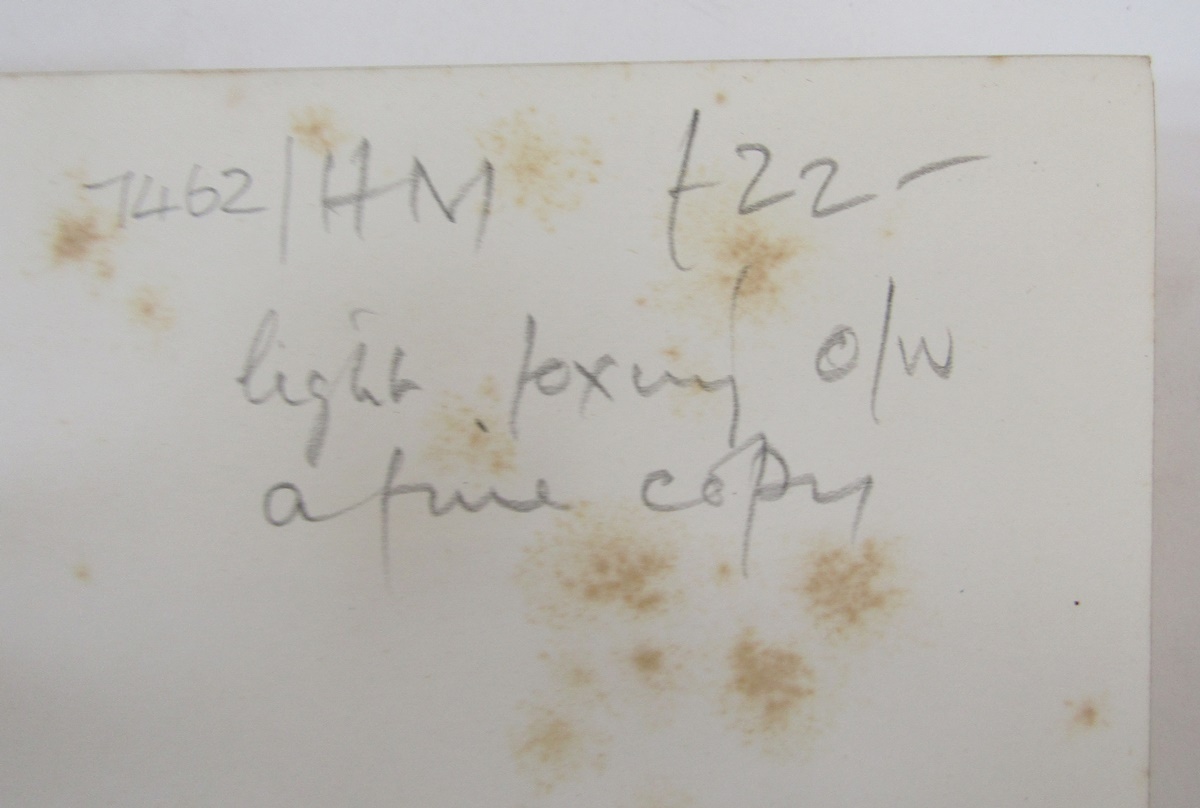 7462/HM £22-
light foxing o/w
a fine copy